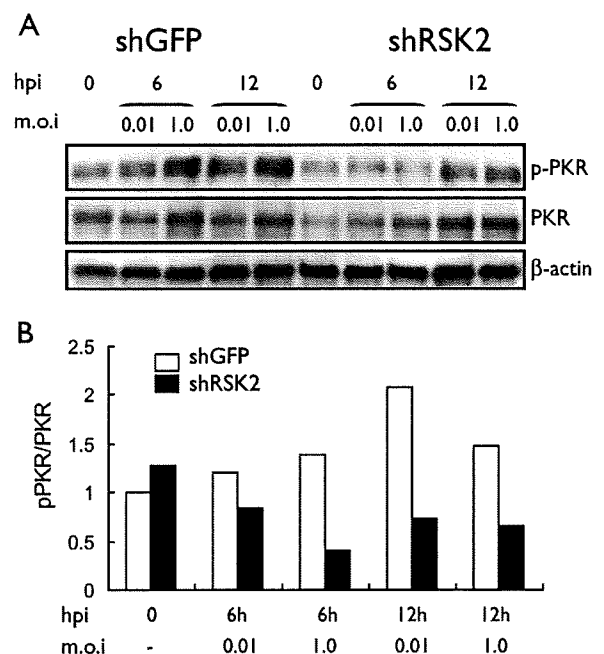 A
shGFP shRSK2
hpi 0 6 12 0 6 12
m.o.i 0.01 1.0 0.01 1.0 0.01 1.0 0.01 1.0
p-PKR
PKR
β-actin
B
2.5
2
1.5
1
0.5
0
pPKR/PKR
shGFP
shRSK2
hpi 0 6h 6h 12h 12h
m.o.i - 0.01 1.0 0.01 1.0